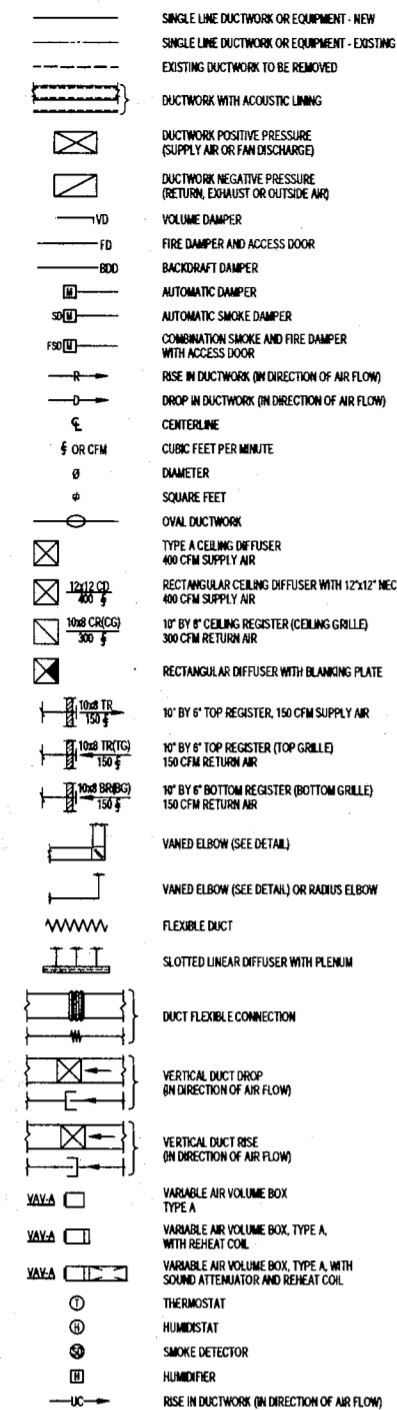 SINGLE LINE DUCTWORK OR EQUIPMENT - NEW
SINGLE LINE DUCTWORK OR EQUIPMENT - EXISTING
EXISTING DUCTWORK TO BE REMOVED
DUCTWORK WITH ACOUSTIC LINING
DUCTWORK POSITIVE PRESSURE
(SUPPLY AIR OR FAN DISCHARGE)
DUCTWORK NEGATIVE PRESSURE
(RETURN, EXHAUST OR OUTSIDE AIR)
VD VOLUME DAMPER
FD FIRE DAMPER AND ACCESS DOOR
BDD BACKDRAFT DAMPER
M AUTOMATIC DAMPER
SD M AUTOMATIC SMOKE DAMPER
FSD M COMBINATION SMOKE AND FIRE DAMPER
WITH ACCESS DOOR
R RISE IN DUCTWORK (IN DIRECTION OF AIR FLOW)
D DROP IN DUCTWORK (IN DIRECTION OF AIR FLOW)
℄ CENTERLINE
OR CFM CUBIC FEET PER MINUTE
Ø DIAMETER
SQUARE FEET
OVAL DUCTWORK
TYPE A CEILING DIFFUSER
400 CFM SUPPLY AIR
12x12 CD RECTANGULAR CEILING DIFFUSER WITH 12"x12" NEC
400 400 CFM SUPPLY AIR
10x8 CR(CG) 10" BY 8" CEILING REGISTER (CEILING GRILLE)
300 300 CFM RETURN AIR
RECTANGULAR DIFFUSER WITH BLANKING PLATE
10x8 TR
150 10" BY 6" TOP REGISTER, 150 CFM SUPPLY AIR
10x8 TR(TG) 10" BY 6" TOP REGISTER (TOP GRILLE)
150 150 CFM RETURN AIR
10x8 BR(BG) 10" BY 6" BOTTOM REGISTER (BOTTOM GRILLE)
150 150 CFM RETURN AIR
VANED ELBOW (SEE DETAIL)
VANED ELBOW (SEE DETAIL) OR RADIUS ELBOW
FLEXIBLE DUCT
SLOTTED LINEAR DIFFUSER WITH PLENUM
DUCT FLEXIBLE CONNECTION
VERTICAL DUCT DROP
(IN DIRECTION OF AIR FLOW)
VERTICAL DUCT RISE
(IN DIRECTION OF AIR FLOW)
VAV-A VARIABLE AIR VOLUME BOX
TYPE A
VAV-A VARIABLE AIR VOLUME BOX, TYPE A,
WITH REHEAT COIL
VAV-A VARIABLE AIR VOLUME BOX, TYPE A, WITH
SOUND ATTENUATOR AND REHEAT COIL
T THERMOSTAT
H HUMIDISTAT
SD SMOKE DETECTOR
H HUMIDIFIER
UC RISE IN DUCTWORK (IN DIRECTION OF AIR FLOW)